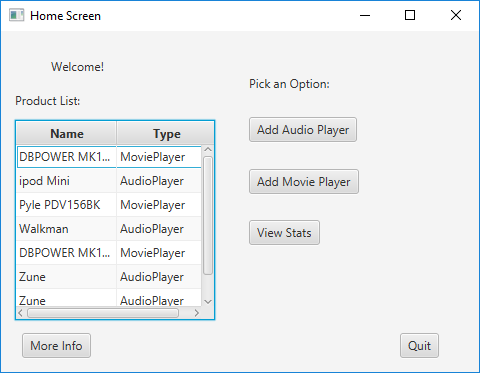 Home Screen
Welcome!
Pick an Option:
Product List:
Name Type
DBPOWER MK1... MoviePlayer
ipod Mini AudioPlayer
Pyle PDV156BK MoviePlayer
Walkman AudioPlayer
DBPOWER MK1... MoviePlayer
Zune AudioPlayer
Zune AudioPlayer
Add Audio Player
Add Movie Player
View Stats
More Info
Quit